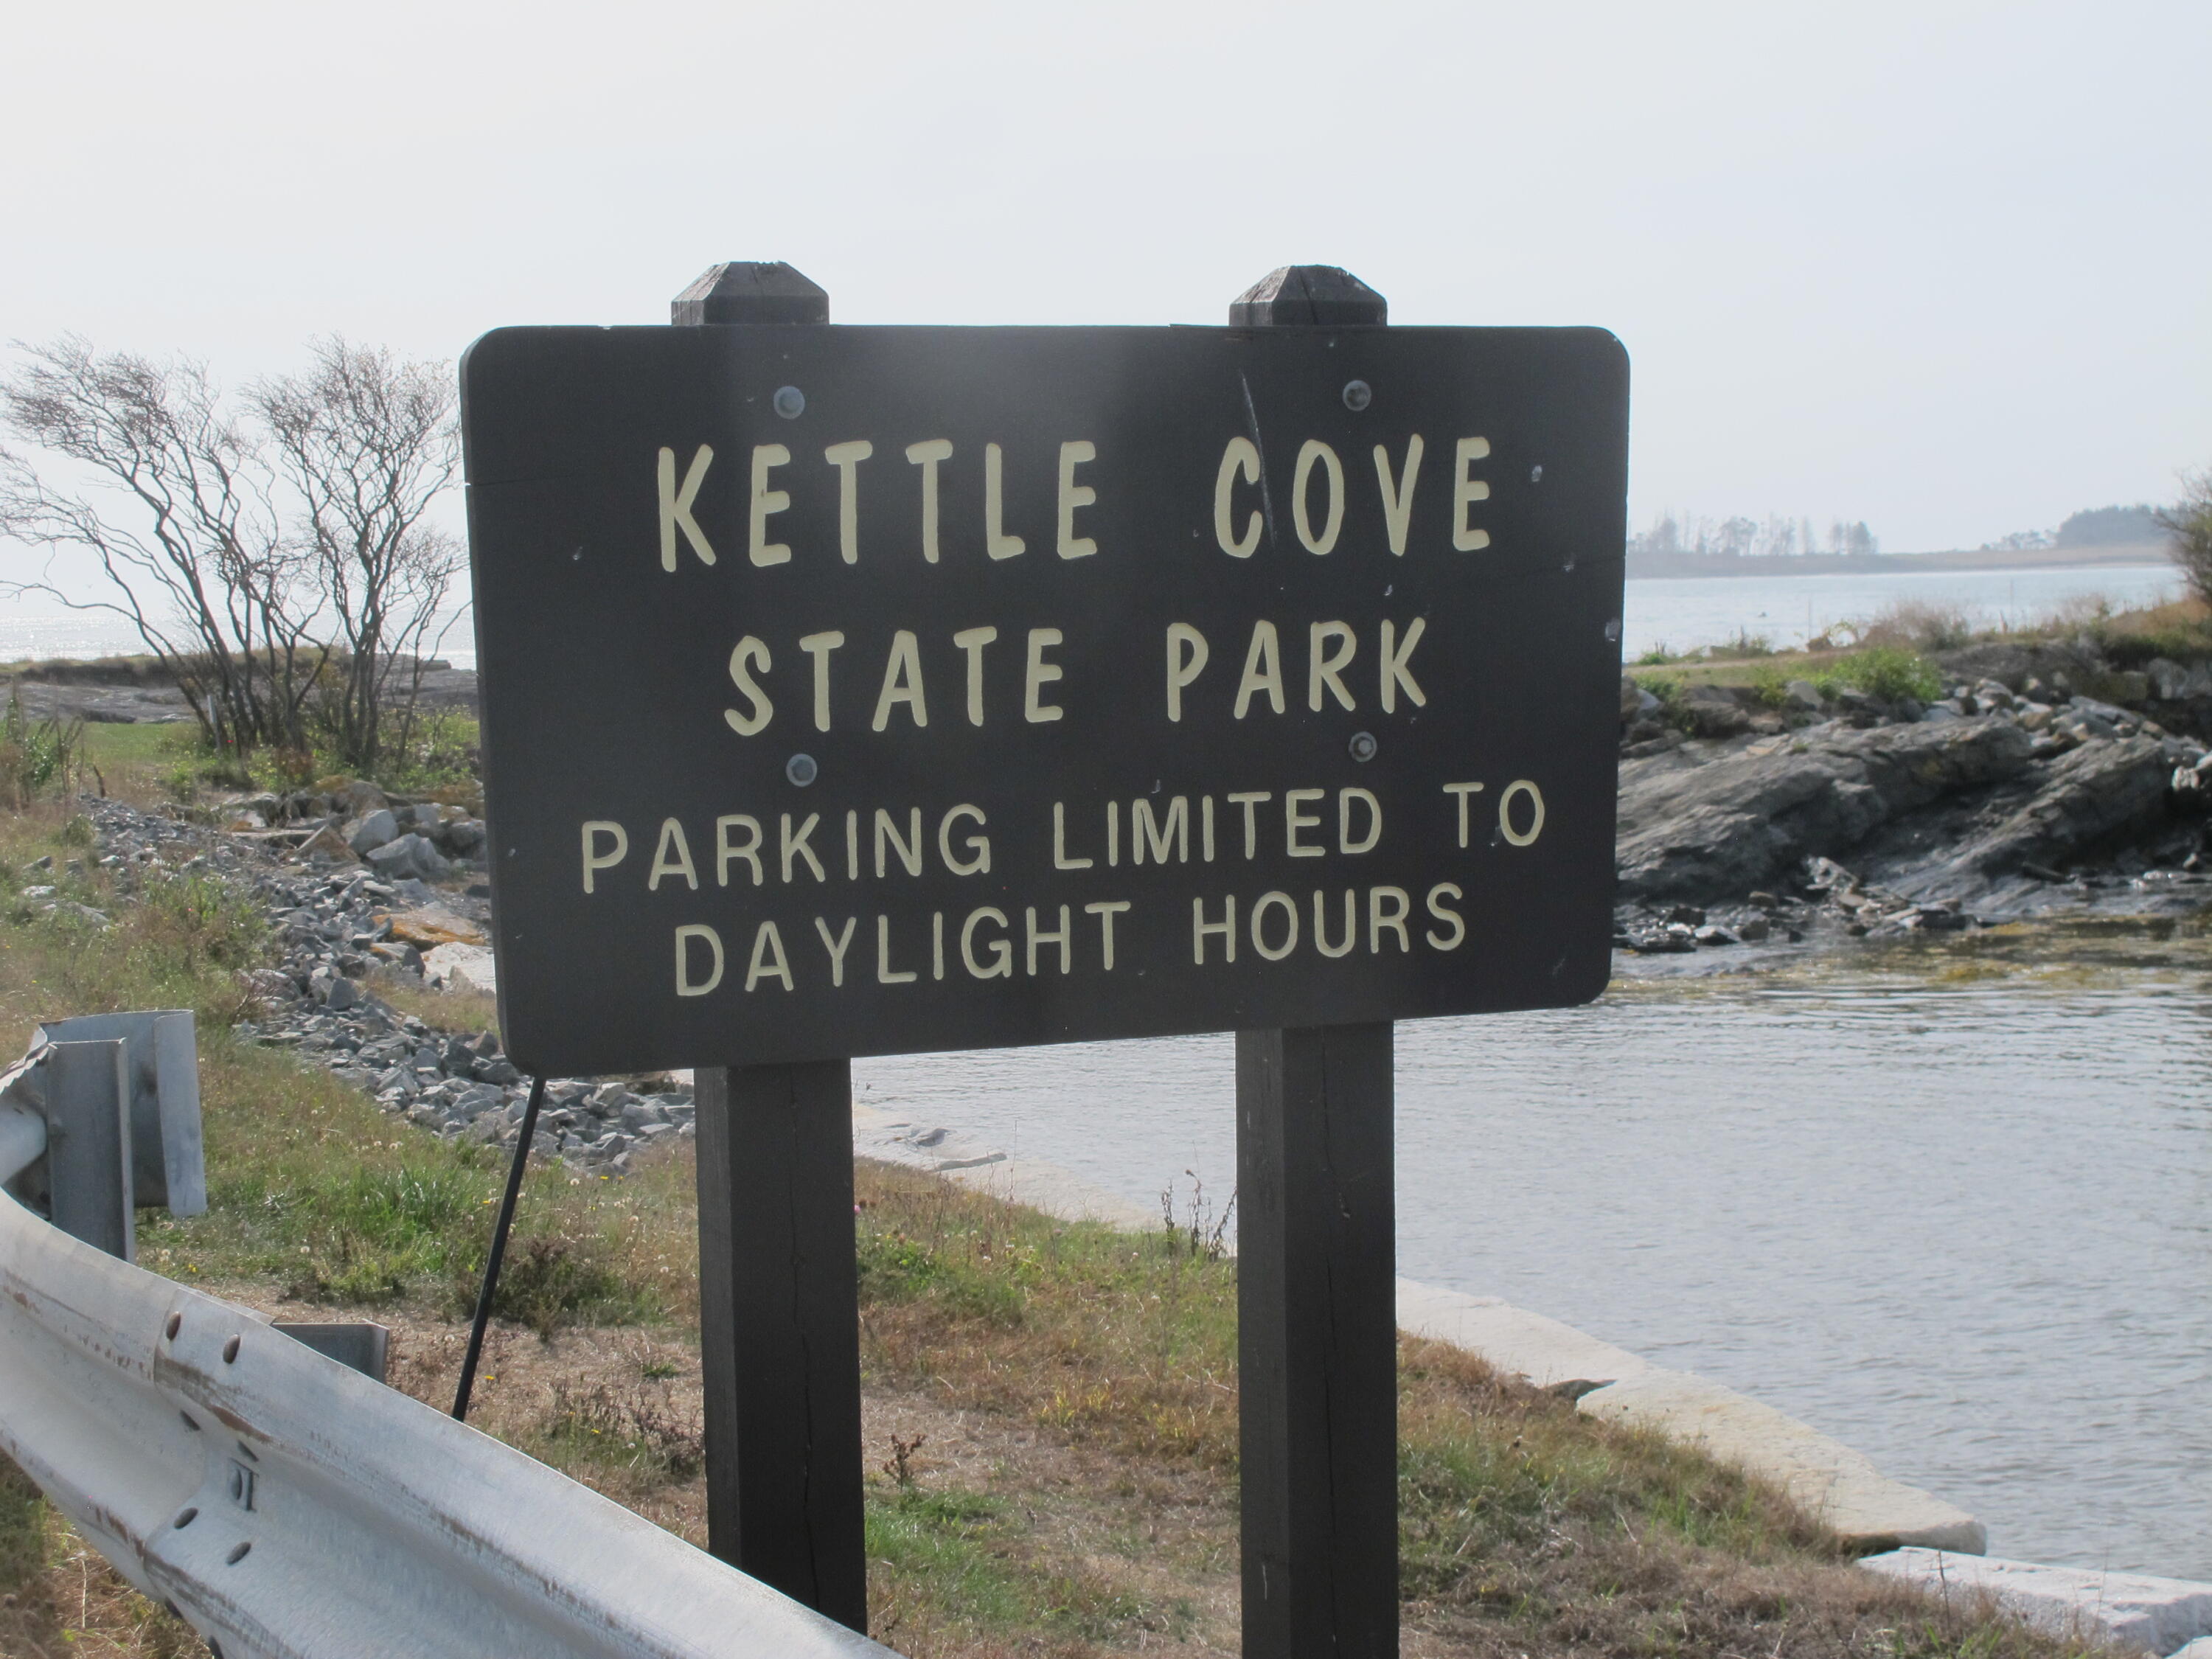 KETTLE COVE
STATE PARK
PARKING LIMITED TO
DAYLIGHT HOURS